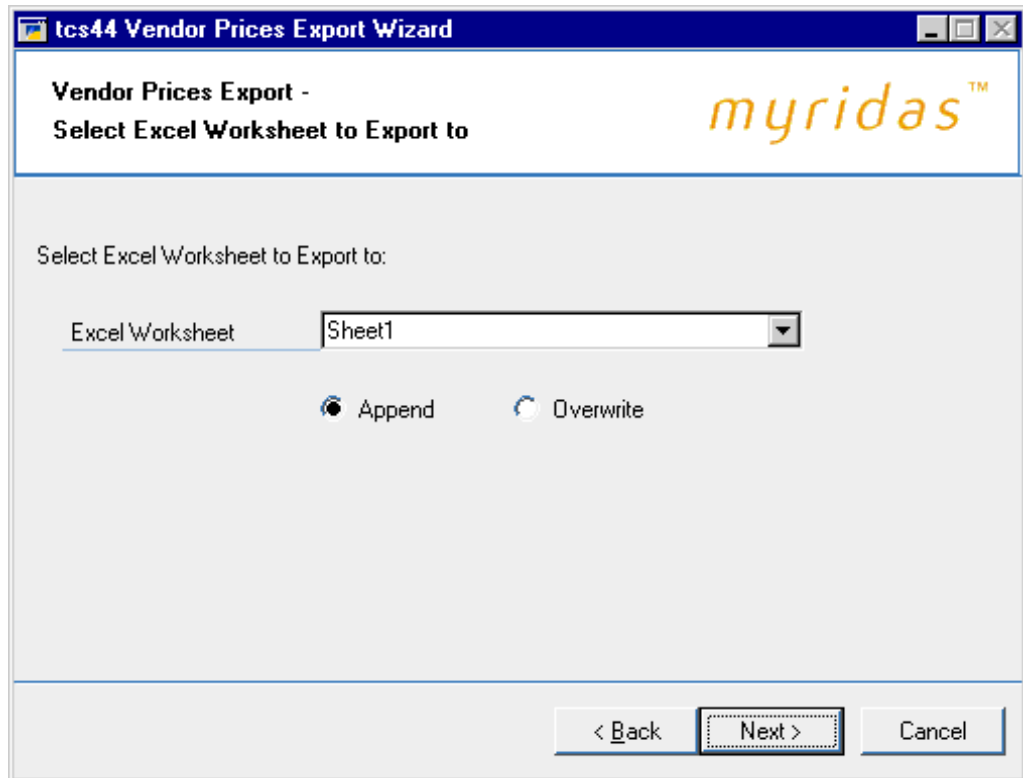 tcs44 Vendor Prices Export Wizard
Vendor Prices Export -
Select Excel Worksheet to Export to
myridas™
Select Excel Worksheet to Export to:
Excel Worksheet Sheet1
Append Overwrite
< Back Next > Cancel